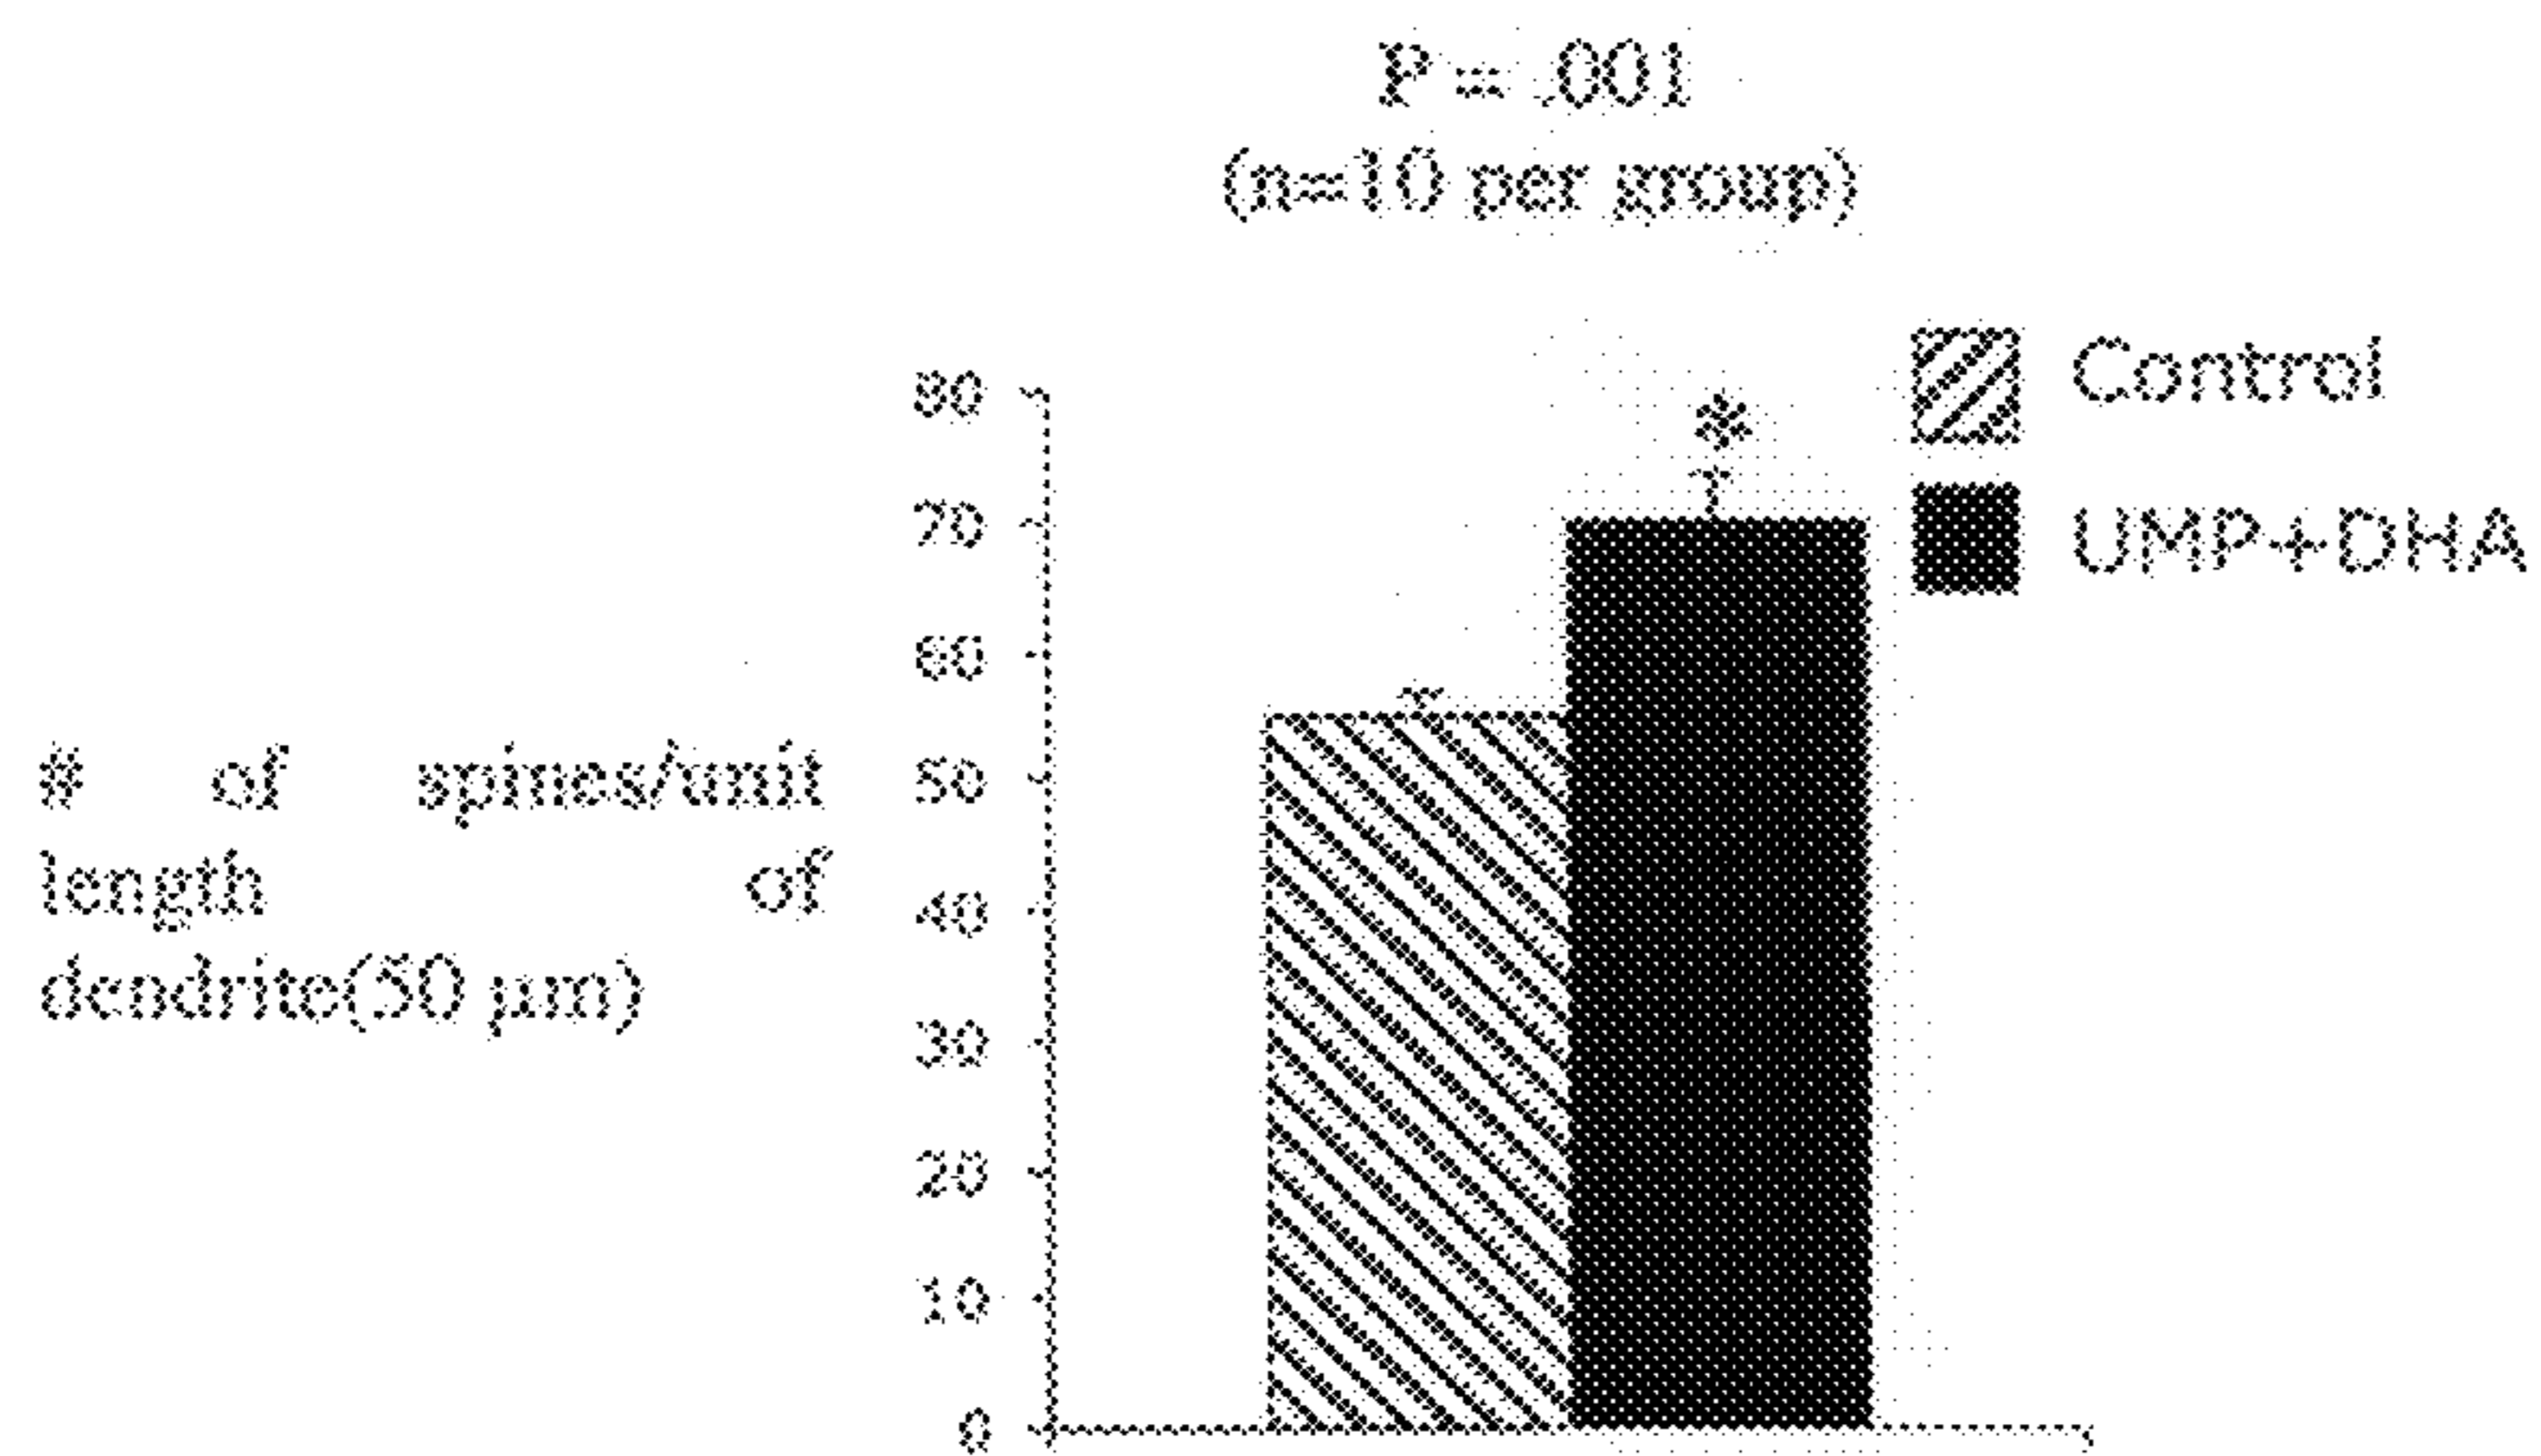 P = .001
(n=10 per group)
Control
UMP+DHA
# of spines/unit
length of
dendrite(50 µm)
80
70
60
50
40
30
20
10
0
*